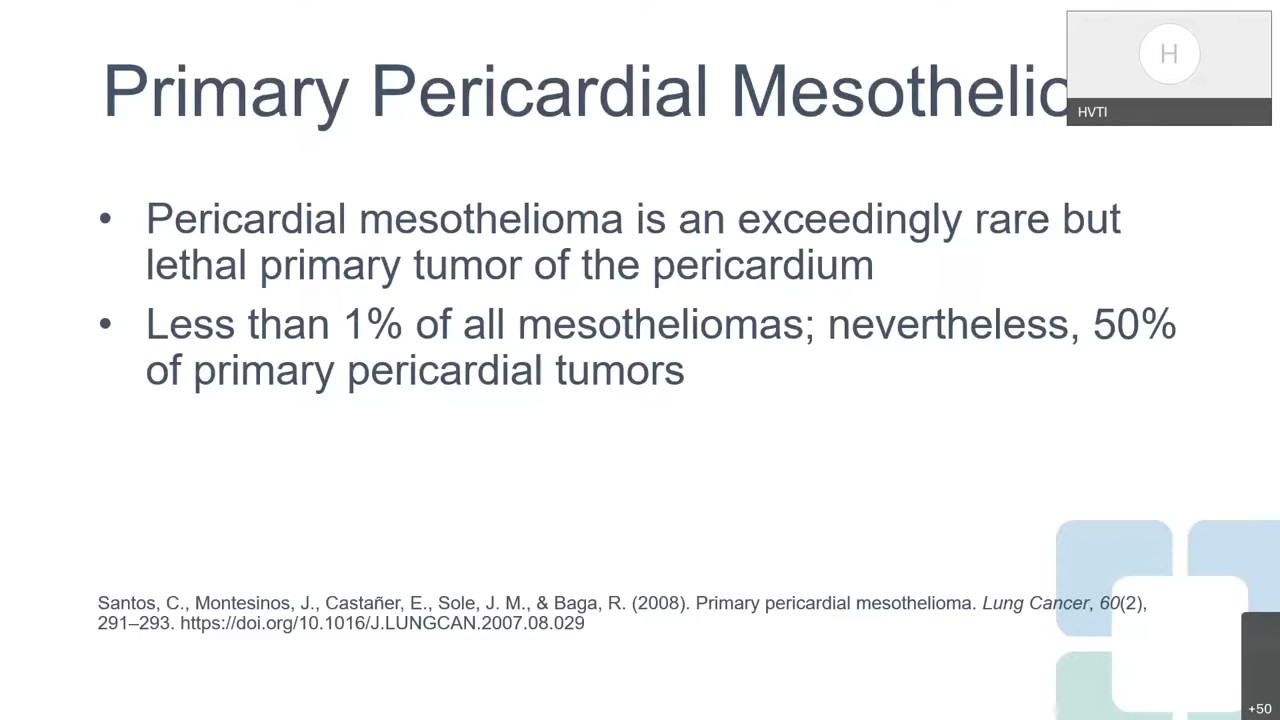 Primary Pericardial Mesothelio
H
HVTI
• Pericardial mesothelioma is an exceedingly rare but
lethal primary tumor of the pericardium
• Less than 1% of all mesotheliomas; nevertheless, 50%
of primary pericardial tumors
Santos, C., Montesinos, J., Castañer, E., Sole, J. M., & Baga, R. (2008). Primary pericardial mesothelioma. Lung Cancer, 60(2),
291–293. https://doi.org/10.1016/J.LUNGCAN.2007.08.029
+50